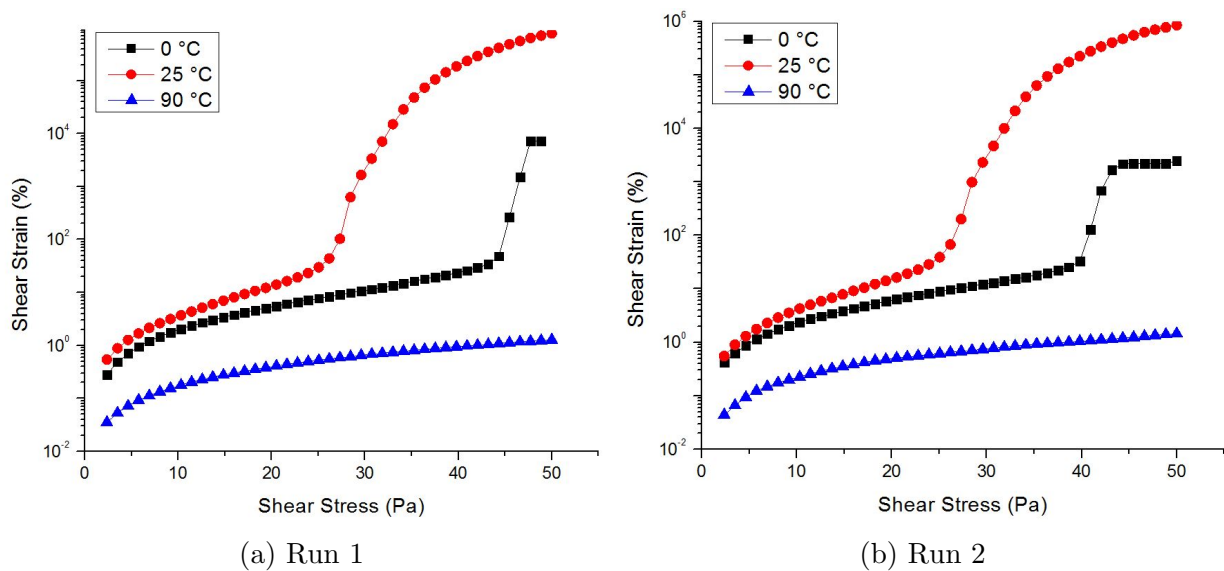 0 °C
25 °C
90 °C
10^4
10^2
10^0
10^-2
Shear Strain (%)
0 10 20 30 40 50
Shear Stress (Pa)
(a) Run 1
0 °C
25 °C
90 °C
10^6
10^4
10^2
10^0
10^-2
Shear Strain (%)
0 10 20 30 40 50
Shear Stress (Pa)
(b) Run 2